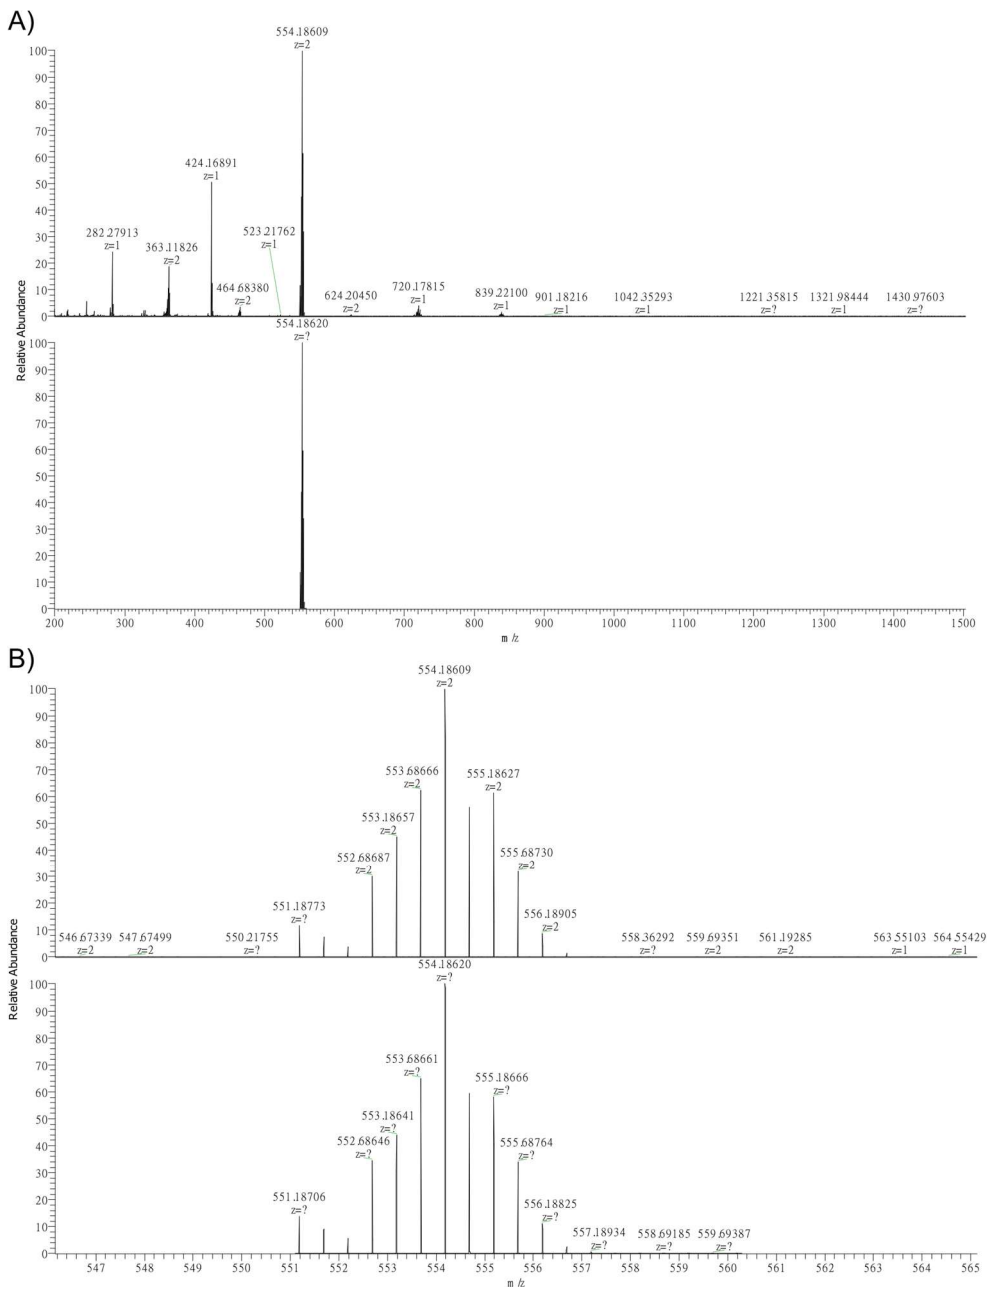 A)
554.18609
z=2
100
90
80
70
60
50
40
30
20
10
0
424.16891
z=1
282.27913
z=1
363.11826
z=2
523.21762
z=1
464.68380
z=2
624.20450
z=2
720.17815
z=1
839.22100
z=1
901.18216
z=1
1042.35293
z=1
1221.35815
z=?
1321.98444
z=1
1430.97603
z=?
Relative Abundance
554.18620
z=?
100
90
80
70
60
50
40
30
20
10
0
200 300 400 500 600 700 800 900 1000 1100 1200 1300 1400 1500
m/z
B)
554.18609
z=2
100
90
80
70
60
50
40
30
20
10
0
553.68666
z=2
555.18627
z=2
553.18657
z=2
552.68687
z=2
555.68730
z=2
551.18773
z=?
556.18905
z=2
546.67339
z=2
547.67499
z=2
550.21755
z=?
558.36292
z=?
559.69351
z=2
561.19285
z=2
563.55103
z=1
564.55429
z=1
Relative Abundance
554.18620
z=?
100
90
80
70
60
50
40
30
20
10
0
553.68661
z=?
555.18666
z=?
553.18641
z=?
552.68646
z=?
555.68764
z=?
551.18706
z=?
556.18825
z=?
557.18934
z=?
558.69185
z=?
559.69387
z=?
547 548 549 550 551 552 553 554 555 556 557 558 559 560 561 562 563 564 565
m/z